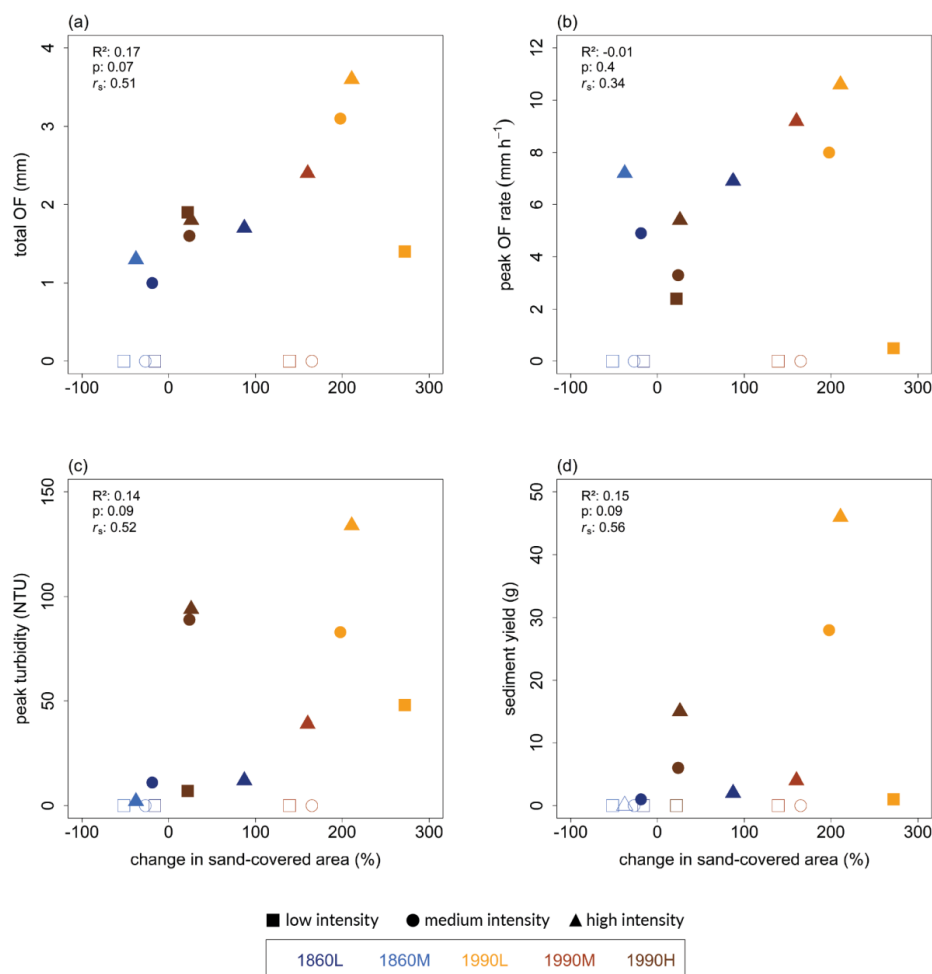 (a)
R²: 0.17
p: 0.07
rs: 0.51
total OF (mm)
0
1
2
3
4
-100
0
100
200
300
(b)
R²: -0.01
p: 0.4
rs: 0.34
peak OF rate (mm h⁻¹)
0
2
4
6
8
10
12
-100
0
100
200
300
(c)
R²: 0.14
p: 0.09
rs: 0.52
peak turbidity (NTU)
0
50
100
150
-100
0
100
200
300
change in sand-covered area (%)
(d)
R²: 0.15
p: 0.09
rs: 0.56
sediment yield (g)
0
10
20
30
40
50
-100
0
100
200
300
change in sand-covered area (%)
low intensity medium intensity high intensity
1860L 1860M 1990L 1990M 1990H